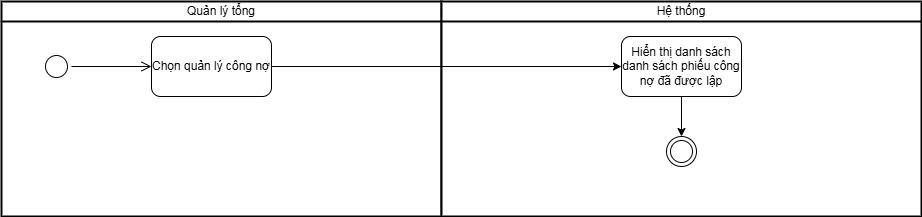 Quản lý tổng
Hệ thống
Chọn quản lý công nợ
Hiển thị danh sách
danh sách phiếu công
nợ đã được lập